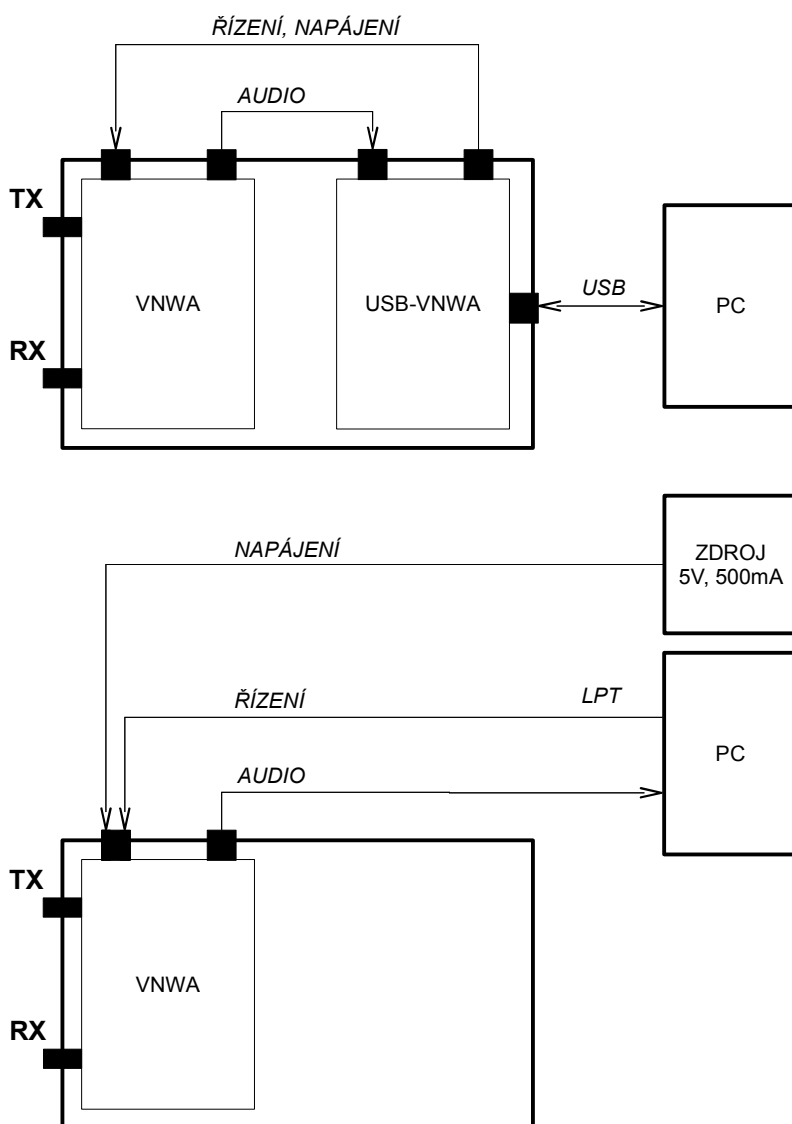 ŘÍZENÍ, NAPÁJENÍ
AUDIO
TX
VNWA
USB-VNWA
USB
PC
RX
NAPÁJENÍ
ZDROJ
5V, 500mA
ŘÍZENÍ
LPT
PC
AUDIO
TX
VNWA
RX